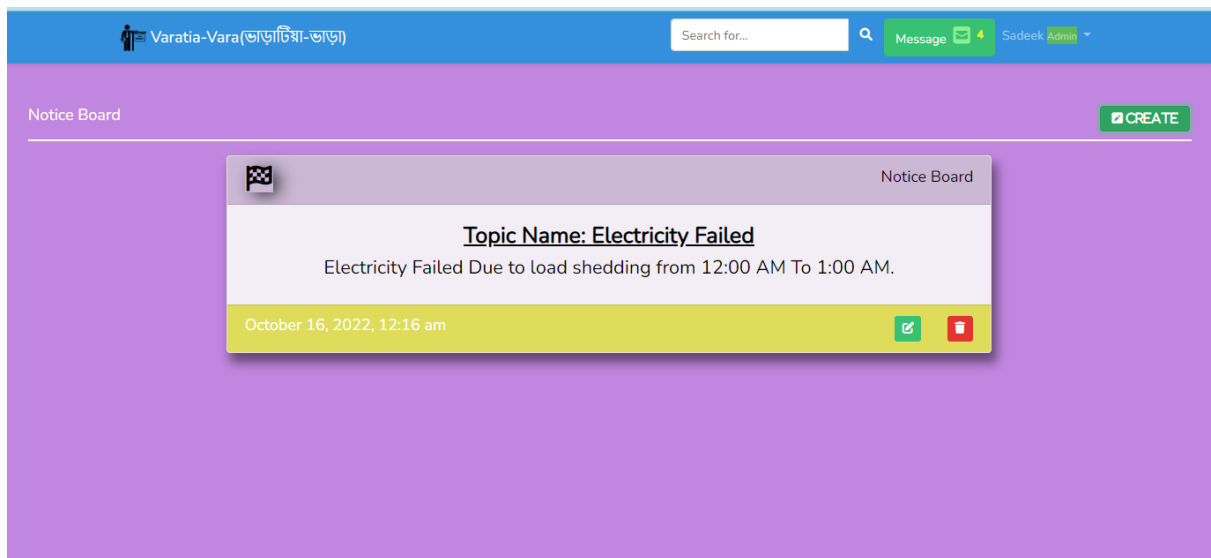 Varatia-Vara(ভাড়াটিয়া-ভাড়া) Search for... Message 4 Sadeek Admin
Notice Board CREATE
Notice Board
Topic Name: Electricity Failed
Electricity Failed Due to load shedding from 12:00 AM To 1:00 AM.
October 16, 2022, 12:16 am